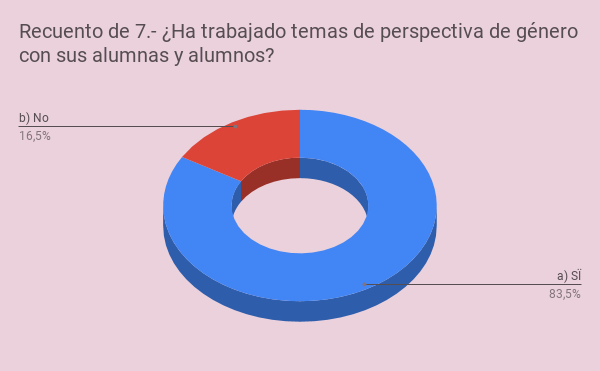 Recuento de 7.- ¿Ha trabajado temas de perspectiva de género
con sus alumnas y alumnos?
b) No
16,5%
a) SÏ
83,5%